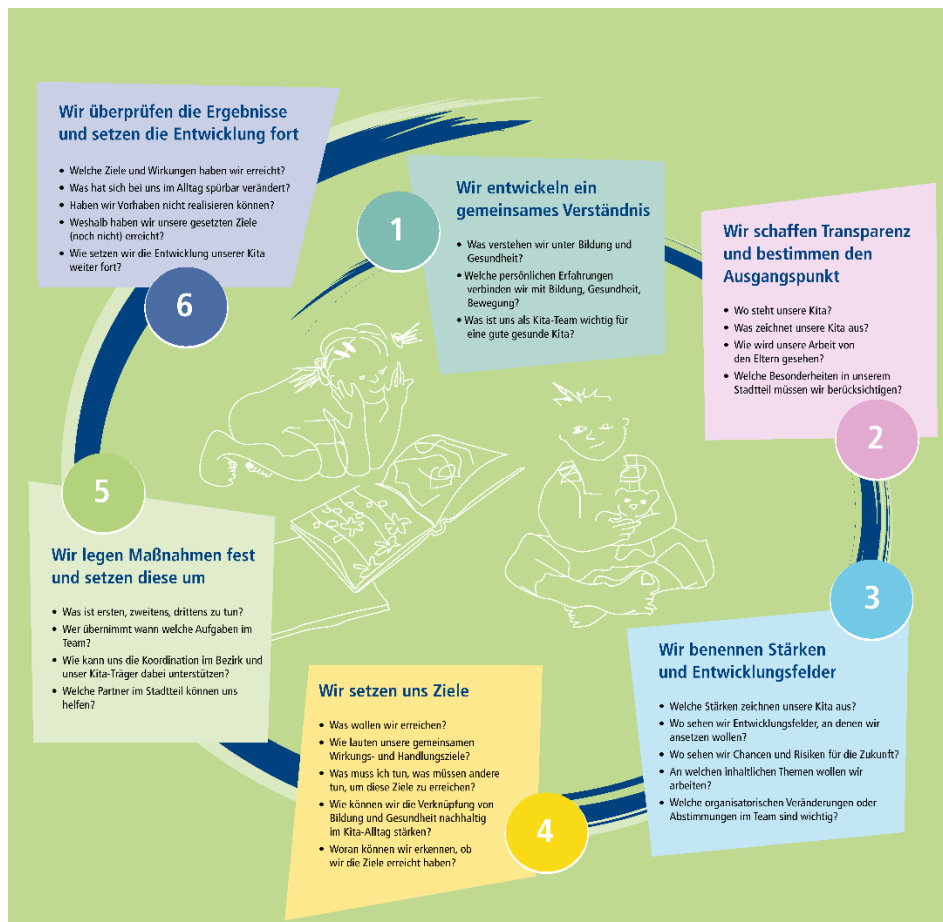 1
Wir entwickeln ein
gemeinsames Verständnis
• Was verstehen wir unter Bildung und
Gesundheit?
• Welche persönlichen Erfahrungen
verbinden wir mit Bildung, Gesundheit,
Bewegung?
• Was ist uns als Kita-Team wichtig für
eine gute gesunde Kita?
Wir schaffen Transparenz
und bestimmen den
Ausgangspunkt
• Wo steht unsere Kita?
• Was zeichnet unsere Kita aus?
• Wie wird unsere Arbeit von
den Eltern gesehen?
• Welche Besonderheiten in unserem
Stadtteil müssen wir berücksichtigen?
2
3
Wir benennen Stärken
und Entwicklungsfelder
• Welche Stärken zeichnen unsere Kita aus?
• Wo sehen wir Entwicklungsfelder, an denen wir
ansetzen wollen?
• Wo sehen wir Chancen und Risiken für die Zukunft?
• An welchen inhaltlichen Themen wollen wir
arbeiten?
• Welche organisatorischen Veränderungen oder
Abstimmungen im Team sind wichtig?
Wir setzen uns Ziele
• Was wollen wir erreichen?
• Wie lauten unsere gemeinsamen
Wirkungs- und Handlungsziele?
• Was muss ich tun, was müssen andere
tun, um diese Ziele zu erreichen?
• Wie können wir die Verknüpfung von
Bildung und Gesundheit nachhaltig
im Kita-Alltag stärken?
• Woran können wir erkennen, ob
wir die Ziele erreicht haben?
4
5
Wir legen Maßnahmen fest
und setzen diese um
• Was ist ersten, zweitens, drittens zu tun?
• Wer übernimmt wann welche Aufgaben im
Team?
• Wie kann uns die Koordination im Bezirk und
unser Kita-Träger dabei unterstützen?
• Welche Partner im Stadtteil können uns
helfen?
Wir überprüfen die Ergebnisse
und setzen die Entwicklung fort
• Welche Ziele und Wirkungen haben wir erreicht?
• Was hat sich bei uns im Alltag spürbar verändert?
• Haben wir Vorhaben nicht realisieren können?
• Weshalb haben wir unsere gesetzten Ziele
(noch nicht) erreicht?
• Wie setzen wir die Entwicklung unserer Kita
weiter fort?
6